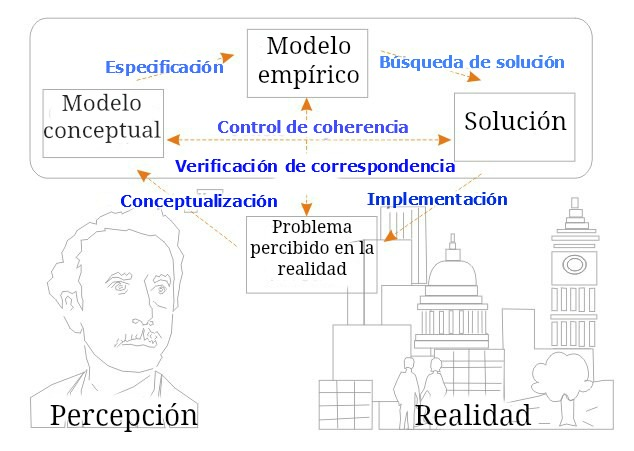 Modelo
empírico
Especificación
Búsqueda de solución
Modelo
conceptual
Solución
Control de coherencia
Verificación de correspondencia
Conceptualización
Implementación
Problema
percibido en la
realidad
Percepción
Realidad